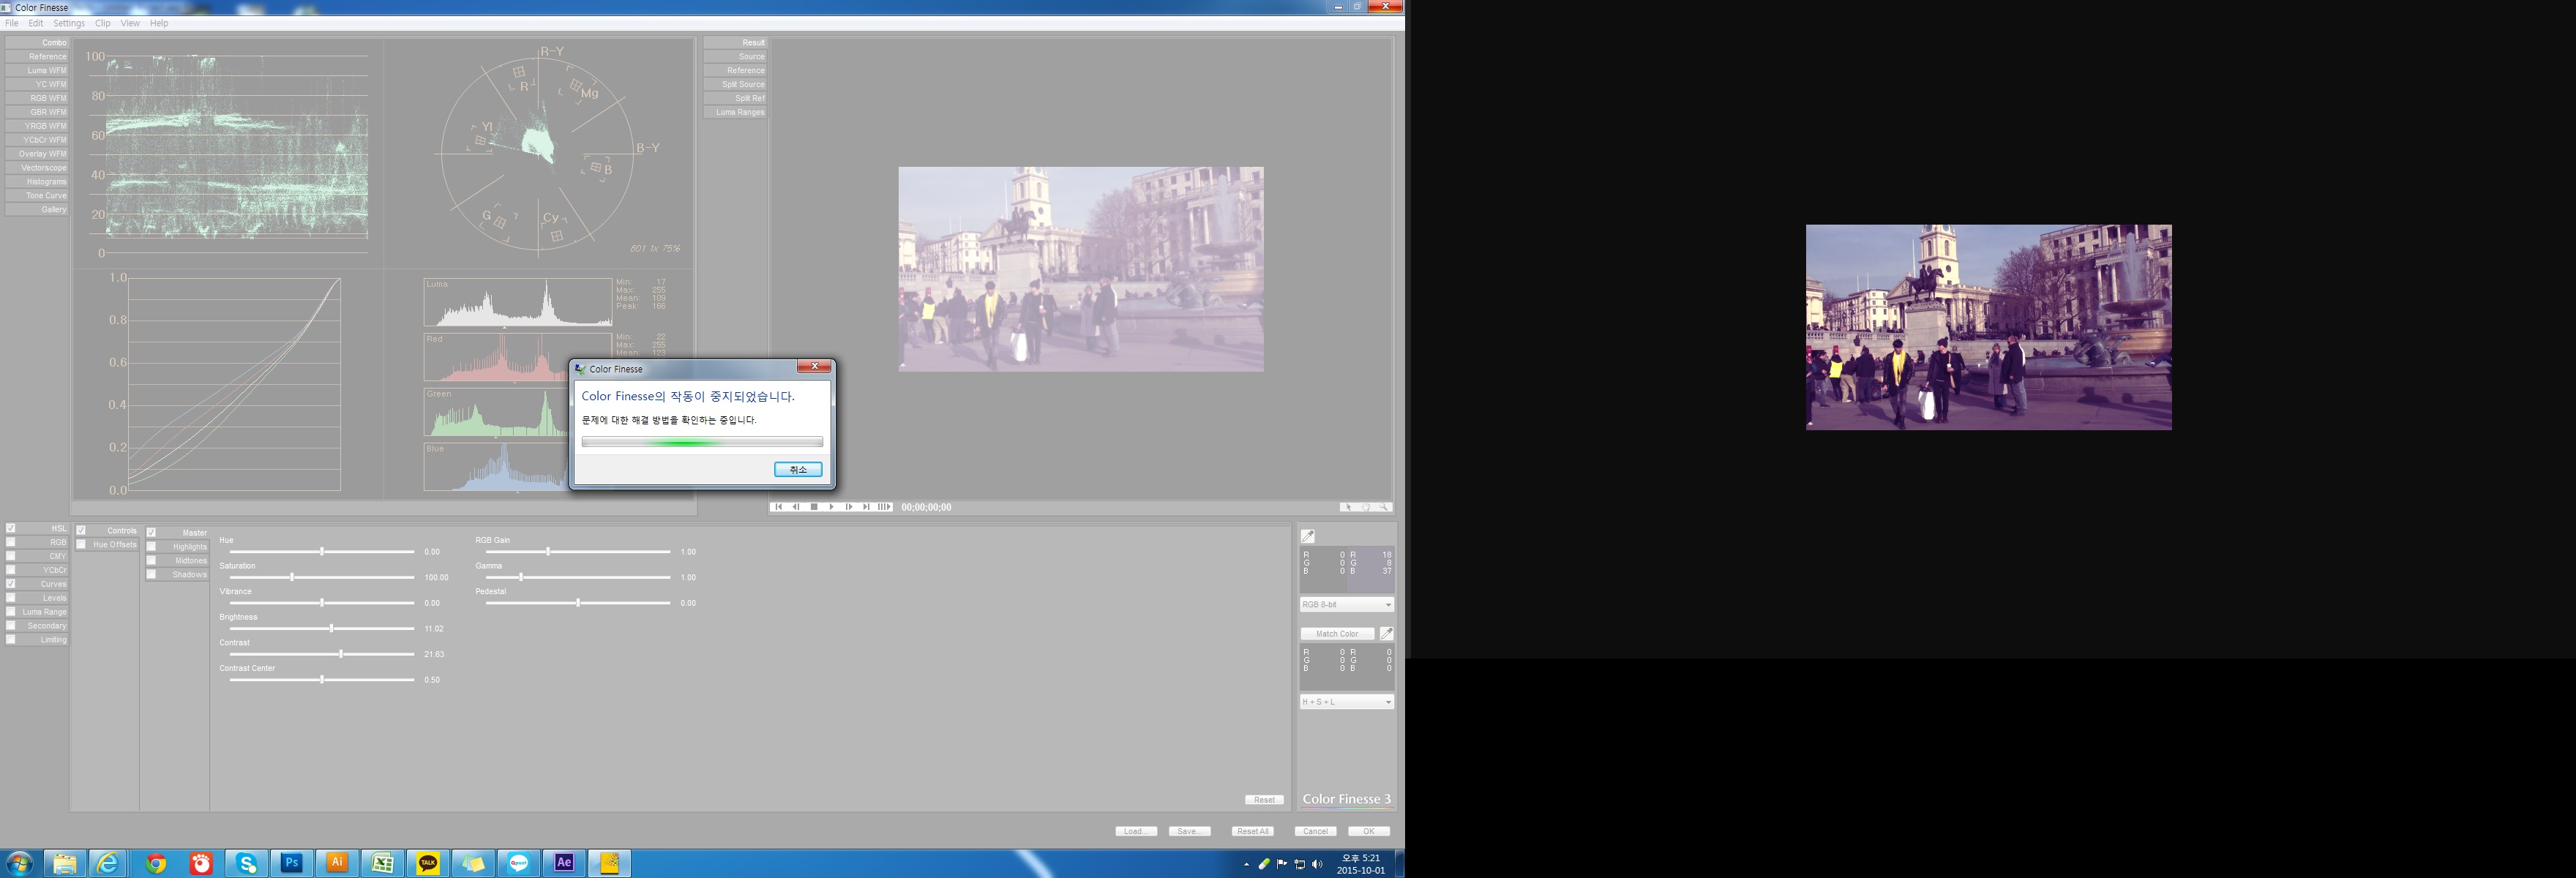 Color Finesse
File Edit Settings Clip View Help
Combo
Reference
Luma WFM
YC WFM
RGB WFM
GBR WFM
YRGB WFM
YCbCr WFM
Overlay WFM
Vectorscope
Histograms
Tone Curve
Gallery
100
80
60
40
20
0
R-Y
R
Mg
Yl
B-Y
B
G
Cy
601 1x 75%
1.0
0.8
0.6
0.4
0.2
0.0
Luma
Min: 17
Max: 255
Mean: 109
Peak: 166
Red
Min: 22
Max: 255
Mean: 123
Green
Blue
Result
Source
Reference
Split Source
Split Ref
Luma Ranges
Color Finesse
Color Finesse의 작동이 중지되었습니다.
문제에 대한 해결 방법을 확인하는 중입니다.
취소
00;00;00;00
HSL
RGB
CMY
YCbCr
Curves
Levels
Luma Range
Secondary
Limiting
Controls
Hue Offsets
Master
Highlights
Midtones
Shadows
Hue
0.00
Saturation
100.00
Vibrance
0.00
Brightness
11.02
Contrast
21.63
Contrast Center
0.50
RGB Gain
1.00
Gamma
1.00
Pedestal
0.00
R 0 R 18
G 0 G 8
B 0 B 37
RGB 8-bit
Match Color
R 0 R 0
G 0 G 0
B 0 B 0
H + S + L
Reset
Color Finesse 3
Load... Save... Reset All Cancel OK
Ps
Ai
TALK
Ae
오후 5:21
2015-10-01